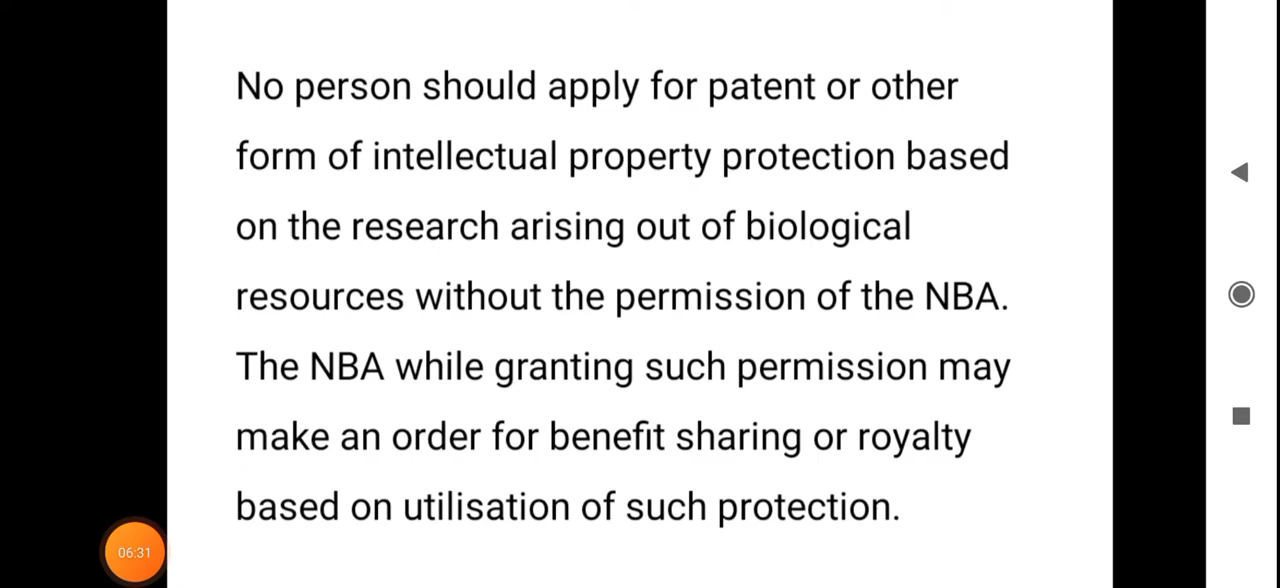 No person should apply for patent or other
form of intellectual property protection based
on the research arising out of biological
resources without the permission of the NBA.
The NBA while granting such permission may
make an order for benefit sharing or royalty
based on utilisation of such protection.
06:31